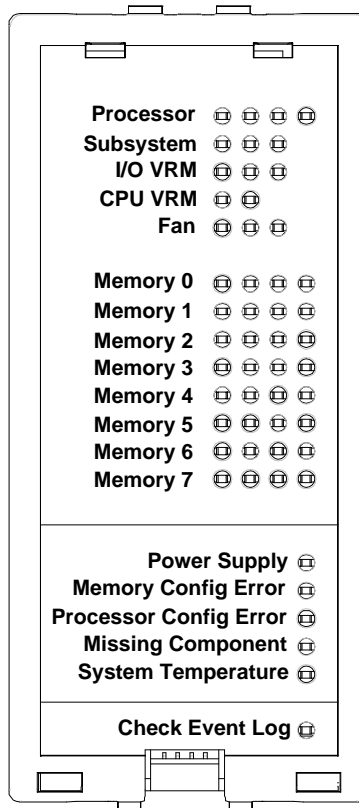 Processor
Subsystem
I/O VRM
CPU VRM
Fan
Memory 0
Memory 1
Memory 2
Memory 3
Memory 4
Memory 5
Memory 6
Memory 7
Power Supply
Memory Config Error
Processor Config Error
Missing Component
System Temperature
Check Event Log